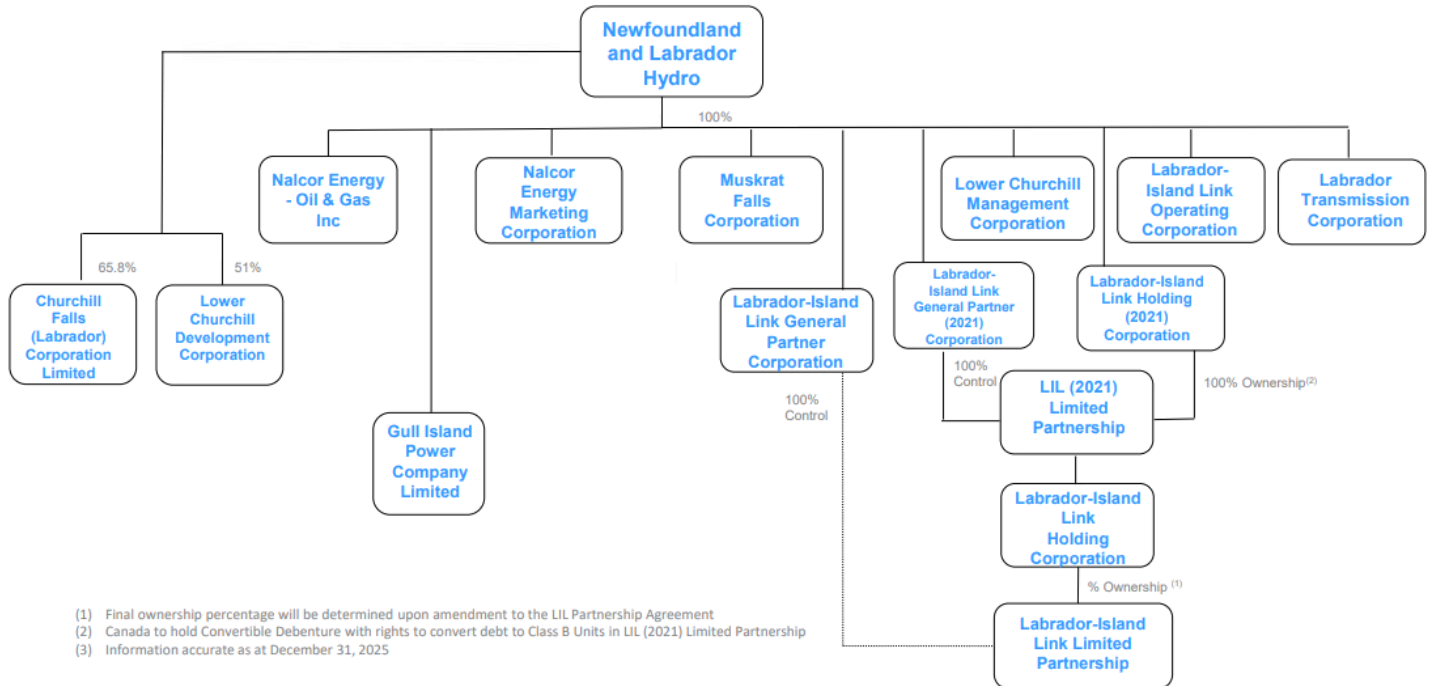 Newfoundland
and Labrador
Hydro
100%
Nalcor Energy
- Oil & Gas
Inc
Nalcor
Energy
Marketing
Corporation
Muskrat
Falls
Corporation
Lower Churchill
Management
Corporation
Labrador-
Island Link
Operating
Corporation
Labrador
Transmission
Corporation
65.8%
51%
Churchill
Falls
(Labrador)
Corporation
Limited
Lower
Churchill
Development
Corporation
Labrador-Island
Link General
Partner
Corporation
Labrador-
Island Link
General Partner
(2021)
Corporation
Labrador-Island
Link Holding
(2021)
Corporation
100%
Control
100%
Control
100% Ownership(2)
LIL (2021)
Limited
Partnership
Gull Island
Power
Company
Limited
Labrador-Island
Link
Holding
Corporation
% Ownership (1)
Labrador-Island
Link Limited
Partnership
(1) Final ownership percentage will be determined upon amendment to the LIL Partnership Agreement
(2) Canada to hold Convertible Debenture with rights to convert debt to Class B Units in LIL (2021) Limited Partnership
(3) Information accurate as at December 31, 2025